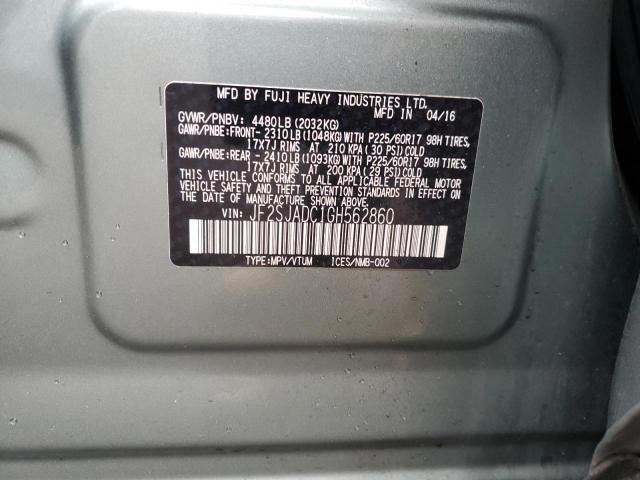 MFD BY FUJI HEAVY INDUSTRIES LTD.
MFD IN 04/16
GVWR/PNBV: 4480LB(2032KG)
GAWR/PNBE:FRONT- 2310LB(1048KG)WITH P225/60R17 98H TIRES,
17X7J RIMS AT 210 KPA(30 PSI)COLD
GAWR/PNBE:REAR - 2410LB(1093KG)WITH P225/60R17 98H TIRES,
17X7J RIMS AT 200 KPA(29 PSI)COLD
THIS VEHICLE CONFORMS TO ALL APPLICABLE FEDERAL MOTOR
VEHICLE SAFETY AND BUMPER STANDARDS IN EFFECT ON THE
DATE OF MANUFACTURE SHOWN ABOVE.
VIN: JF2SJADC1GH562860
TYPE:MPV/VTUM ICES/NMB-002